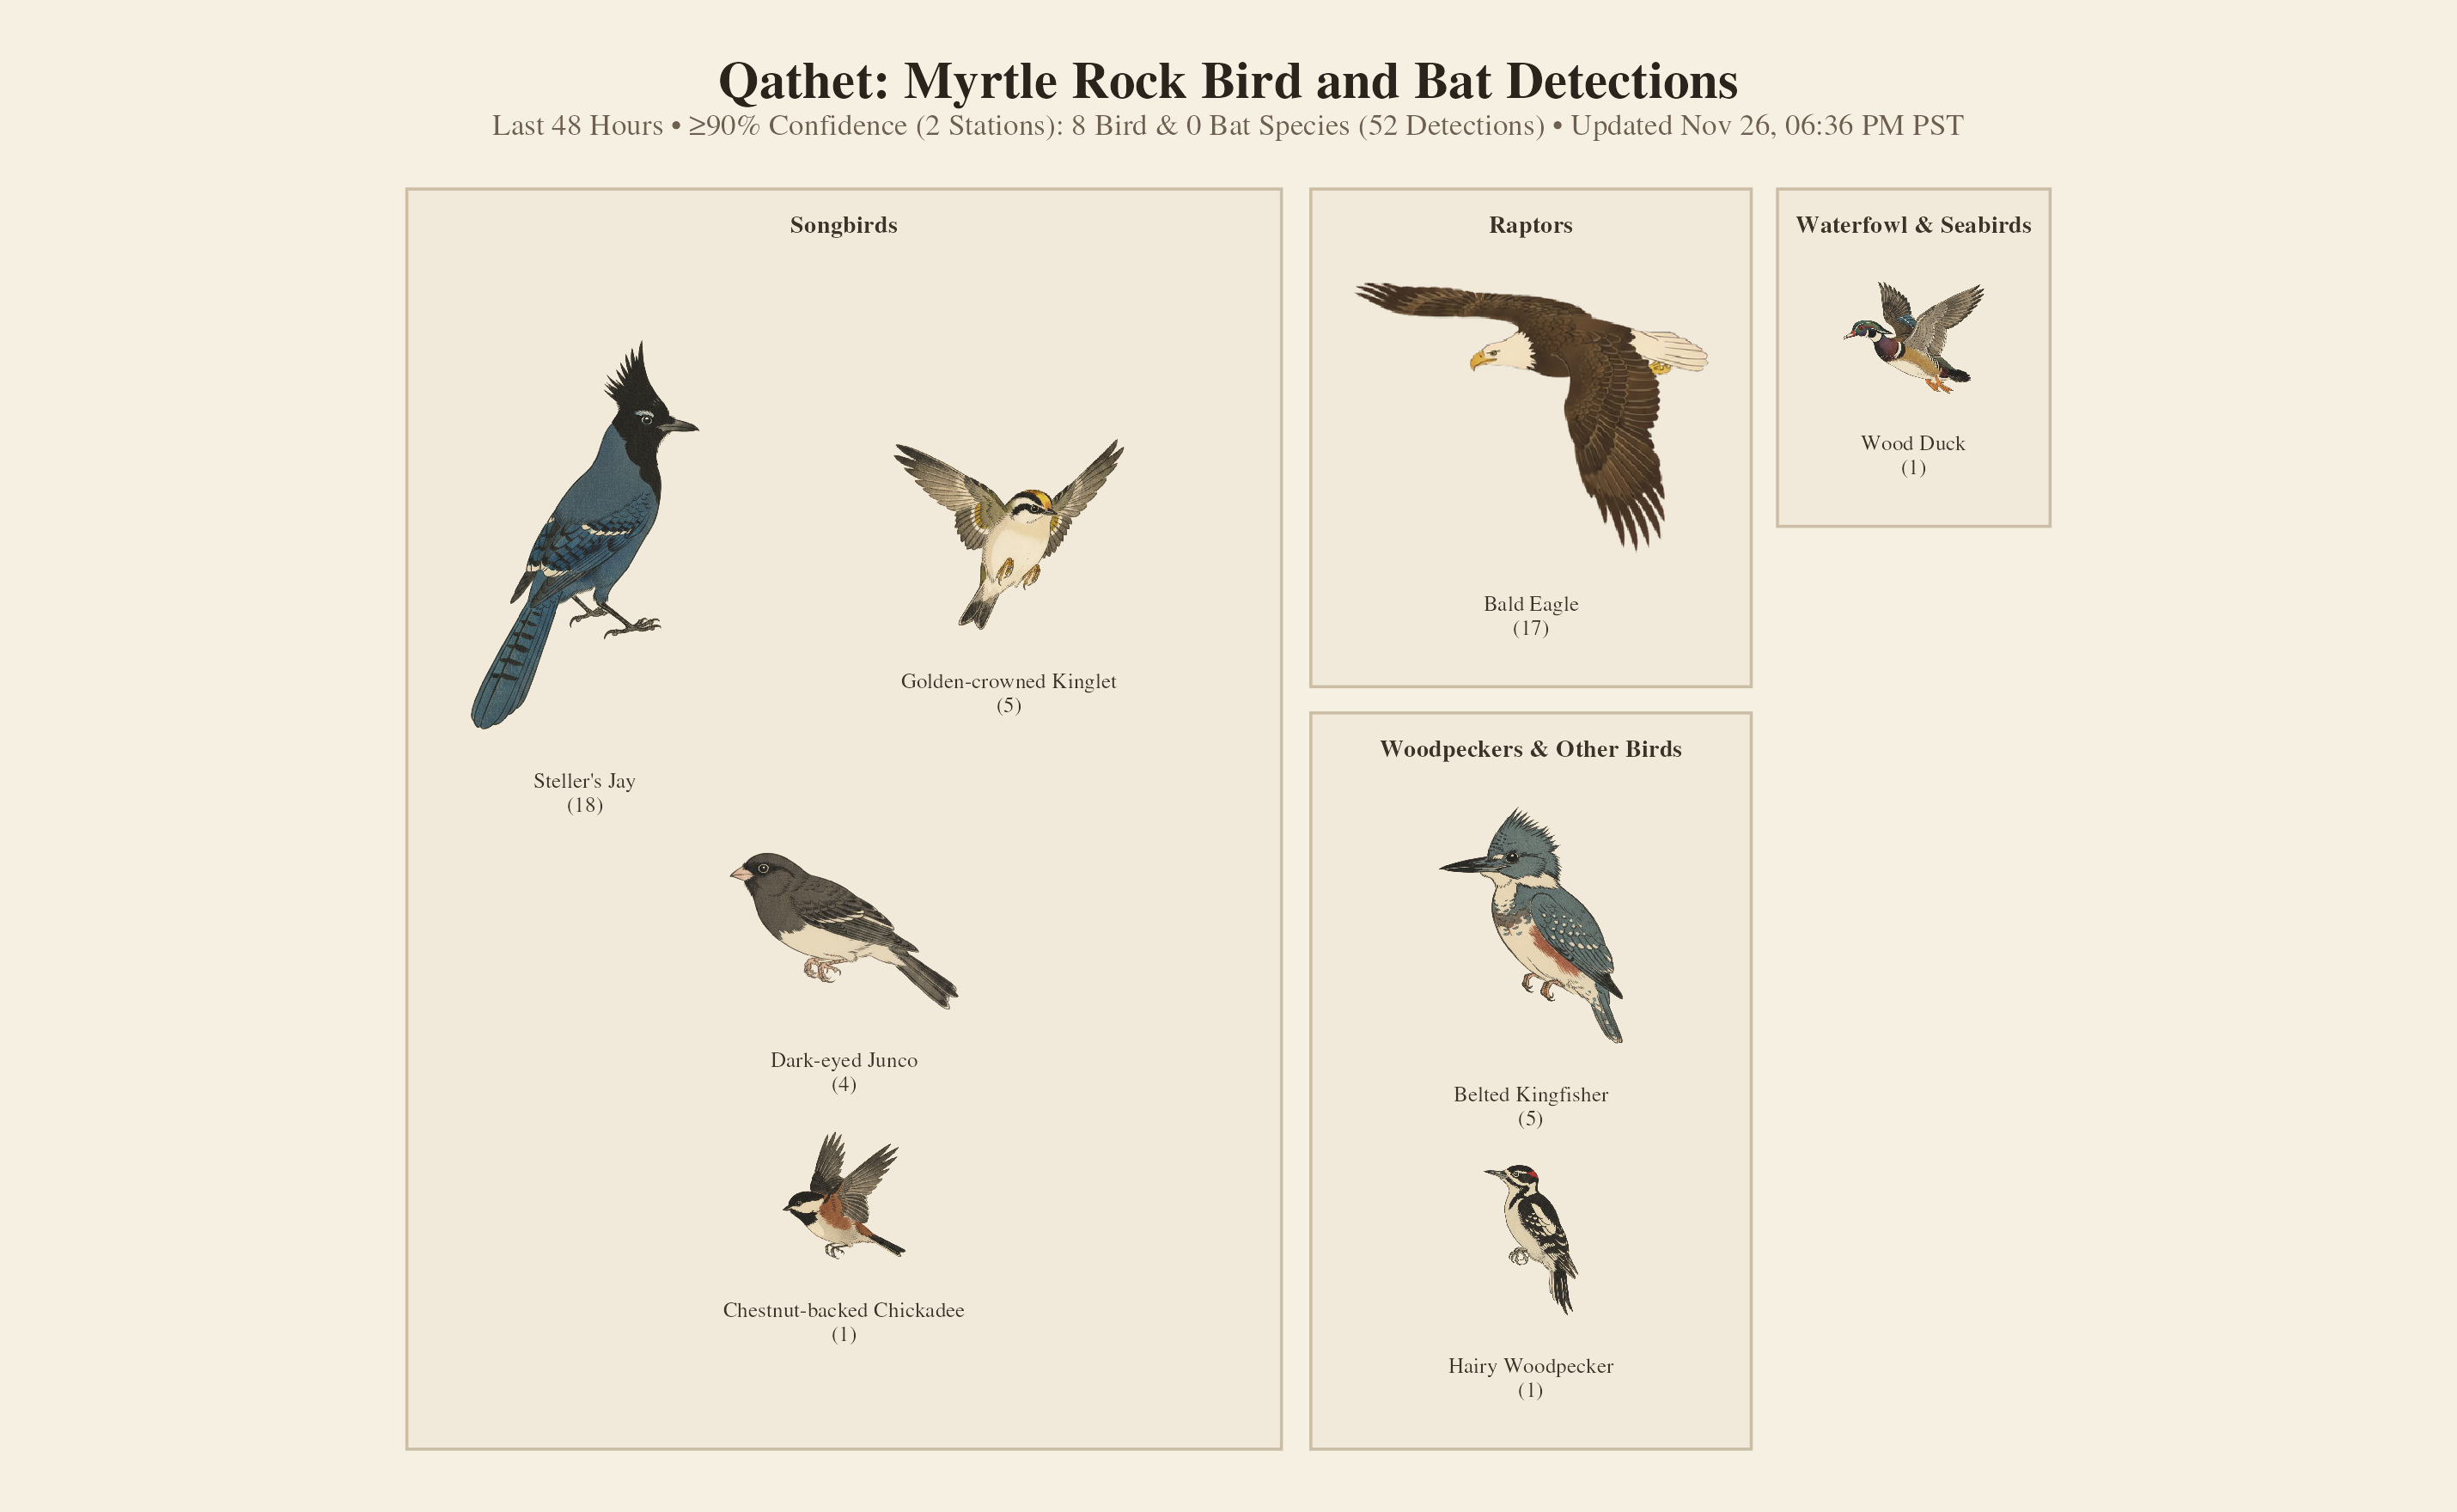 Qathet: Myrtle Rock Bird and Bat Detections
Last 48 Hours • ≥90% Confidence (2 Stations): 8 Bird & 0 Bat Species (52 Detections) • Updated Nov 26, 06:36 PM PST
Songbirds
Steller's Jay
(18)
Golden-crowned Kinglet
(5)
Dark-eyed Junco
(4)
Chestnut-backed Chickadee
(1)
Raptors
Bald Eagle
(17)
Woodpeckers & Other Birds
Belted Kingfisher
(5)
Hairy Woodpecker
(1)
Waterfowl & Seabirds
Wood Duck
(1)